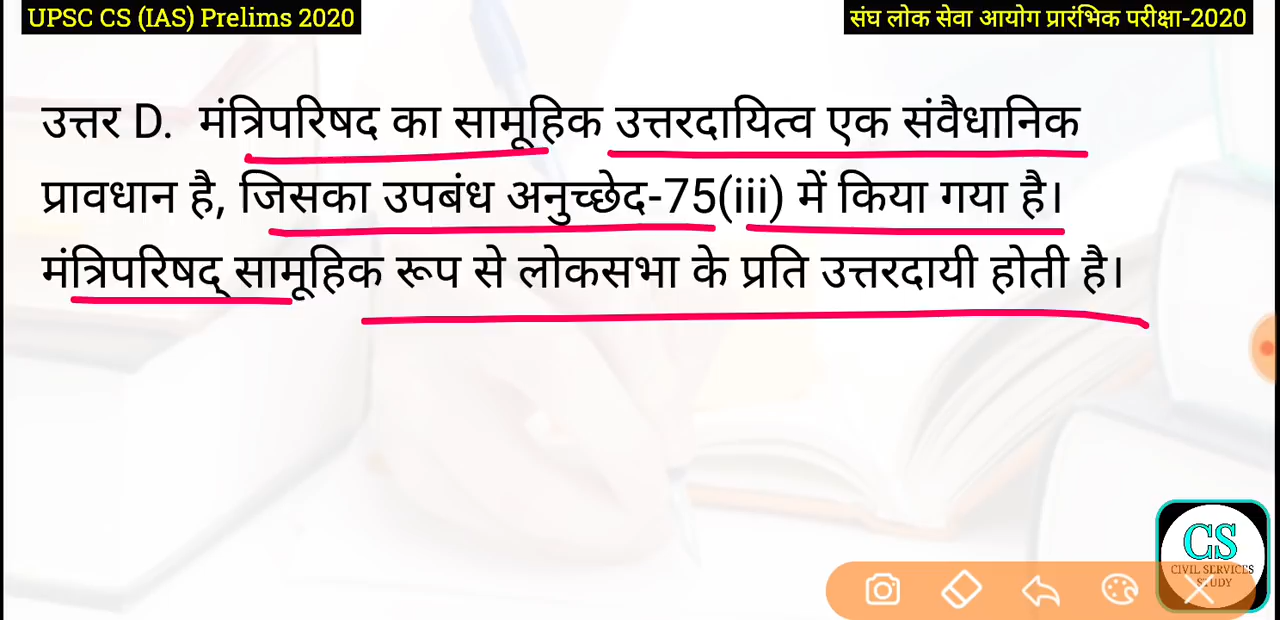 UPSC CS (IAS) Prelims 2020
संघ लोक सेवा आयोग प्रारंभिक परीक्षा-2020
उत्तर D. मंत्रिपरिषद का सामूहिक उत्तरदायित्व एक संवैधानिक
प्रावधान है, जिसका उपबंध अनुच्छेद-75(iii) में किया गया है।
मंत्रिपरिषद् सामूहिक रूप से लोकसभा के प्रति उत्तरदायी होती है।
CS
CIVIL SERVICES
STUDY